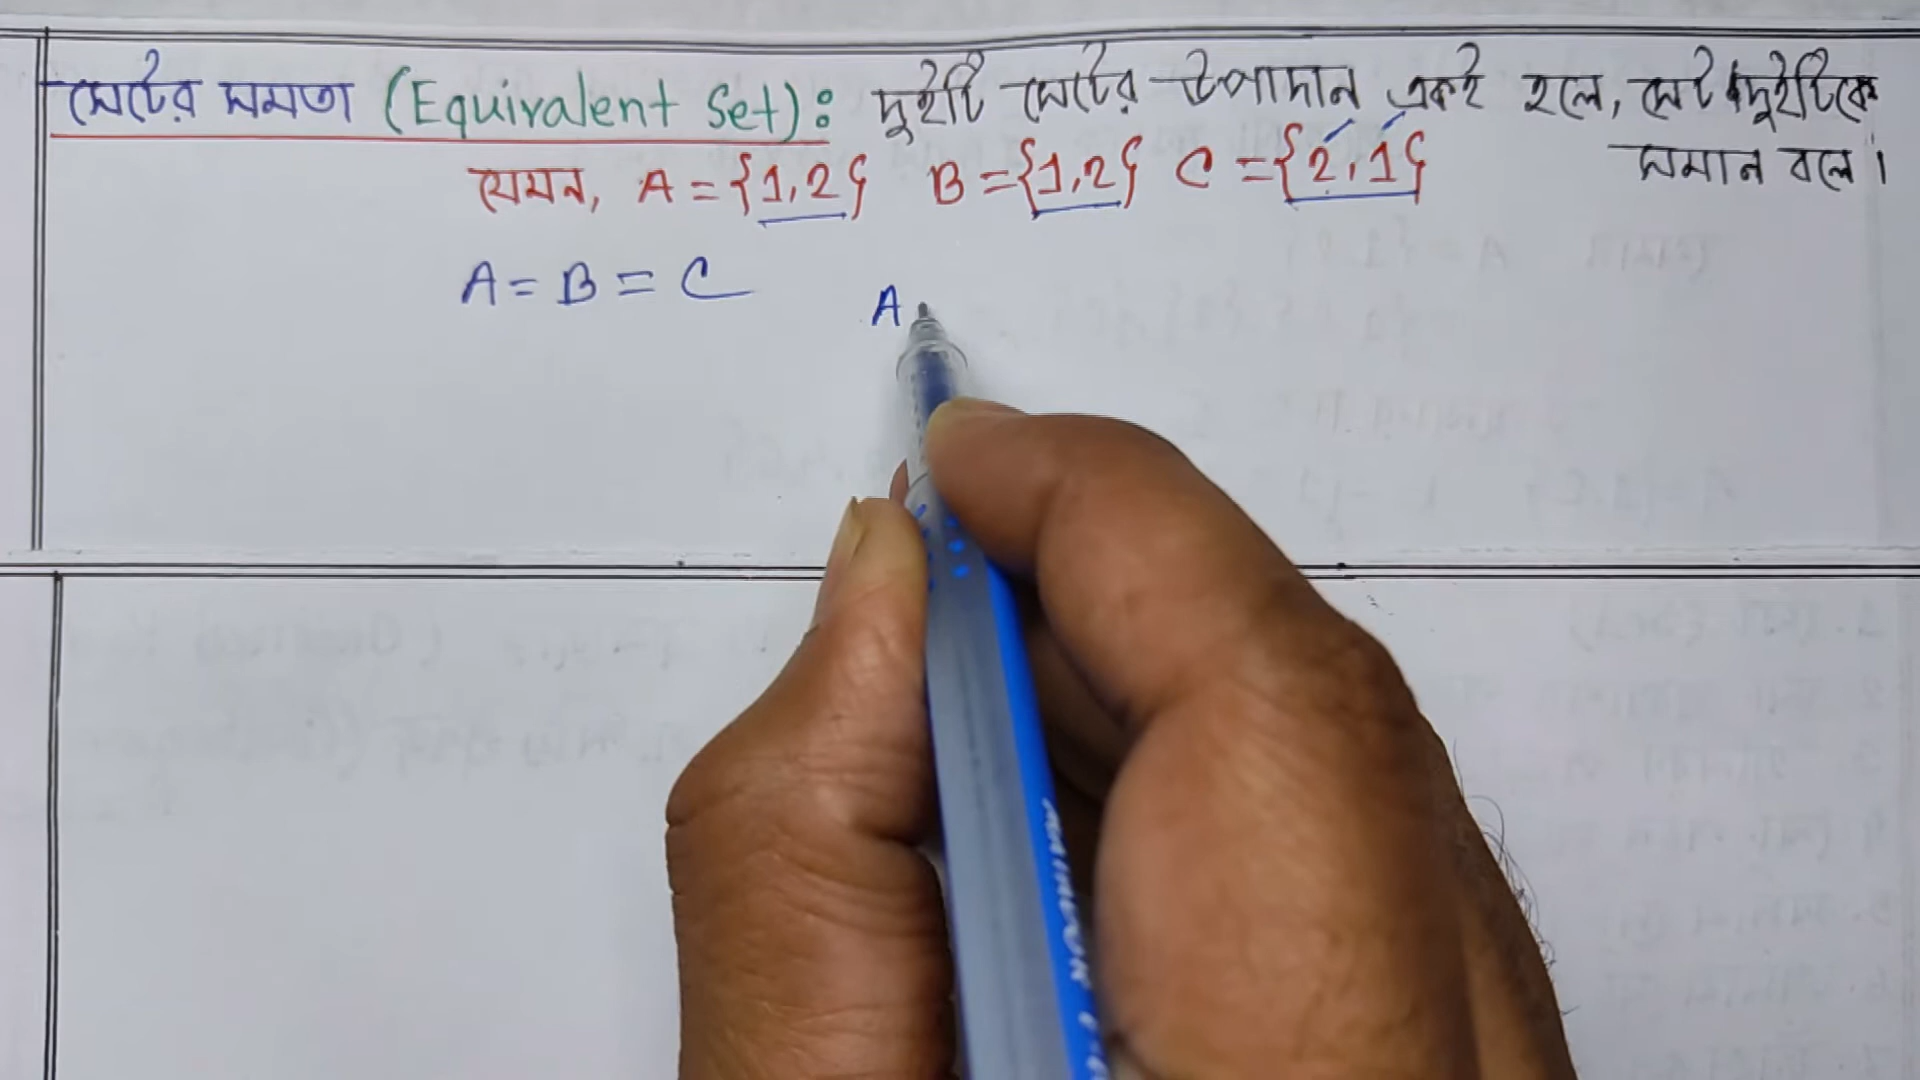 সেটের সমতা (Equivalent Set): দুইটি সেটের উপাদান একই হলে, সেট দুইটিকে
সমান বলে।
যেমন, A = {1,2} B = {1,2} C = {2,1}
A = B = C
A